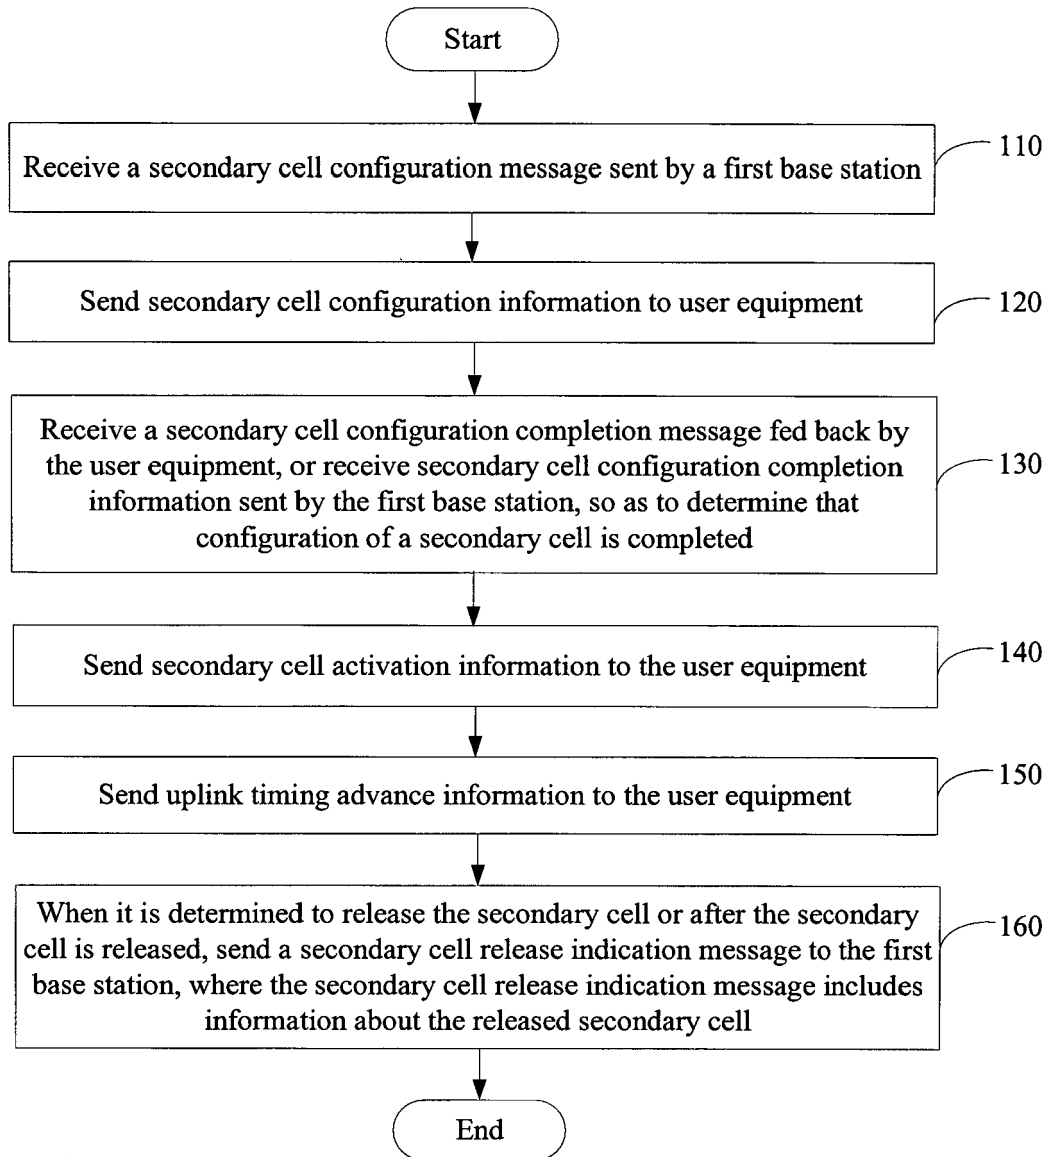 Start
Receive a secondary cell configuration message sent by a first base station
110
Send secondary cell configuration information to user equipment
120
Receive a secondary cell configuration completion message fed back by
the user equipment, or receive secondary cell configuration completion
information sent by the first base station, so as to determine that
configuration of a secondary cell is completed
130
Send secondary cell activation information to the user equipment
140
Send uplink timing advance information to the user equipment
150
When it is determined to release the secondary cell or after the secondary
cell is released, send a secondary cell release indication message to the first
base station, where the secondary cell release indication message includes
information about the released secondary cell
160
End